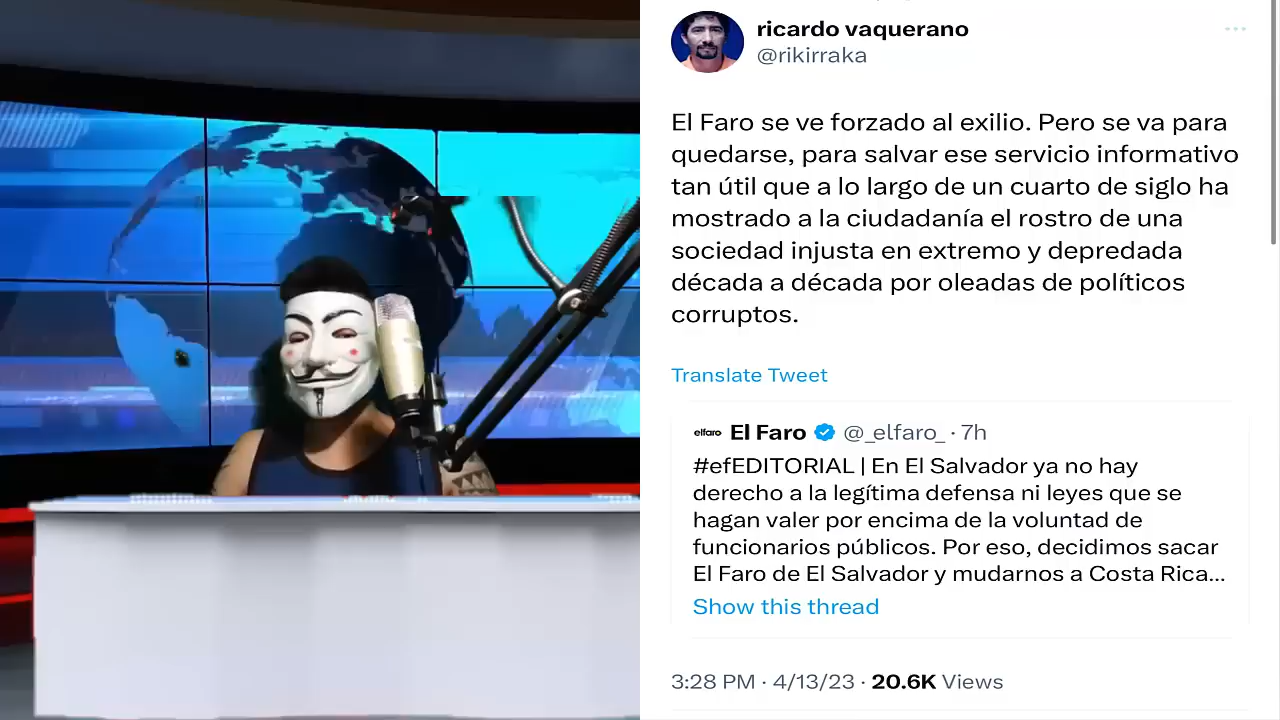 ricardo vaquerano
@rikirraka
El Faro se ve forzado al exilio. Pero se va para
quedarse, para salvar ese servicio informativo
tan útil que a lo largo de un cuarto de siglo ha
mostrado a la ciudadanía el rostro de una
sociedad injusta en extremo y depredada
década a década por oleadas de políticos
corruptos.
Translate Tweet
elfaro El Faro @_elfaro_ · 7h
#efEDITORIAL | En El Salvador ya no hay
derecho a la legítima defensa ni leyes que se
hagan valer por encima de la voluntad de
funcionarios públicos. Por eso, decidimos sacar
El Faro de El Salvador y mudarnos a Costa Rica...
Show this thread
3:28 PM · 4/13/23 · 20.6K Views